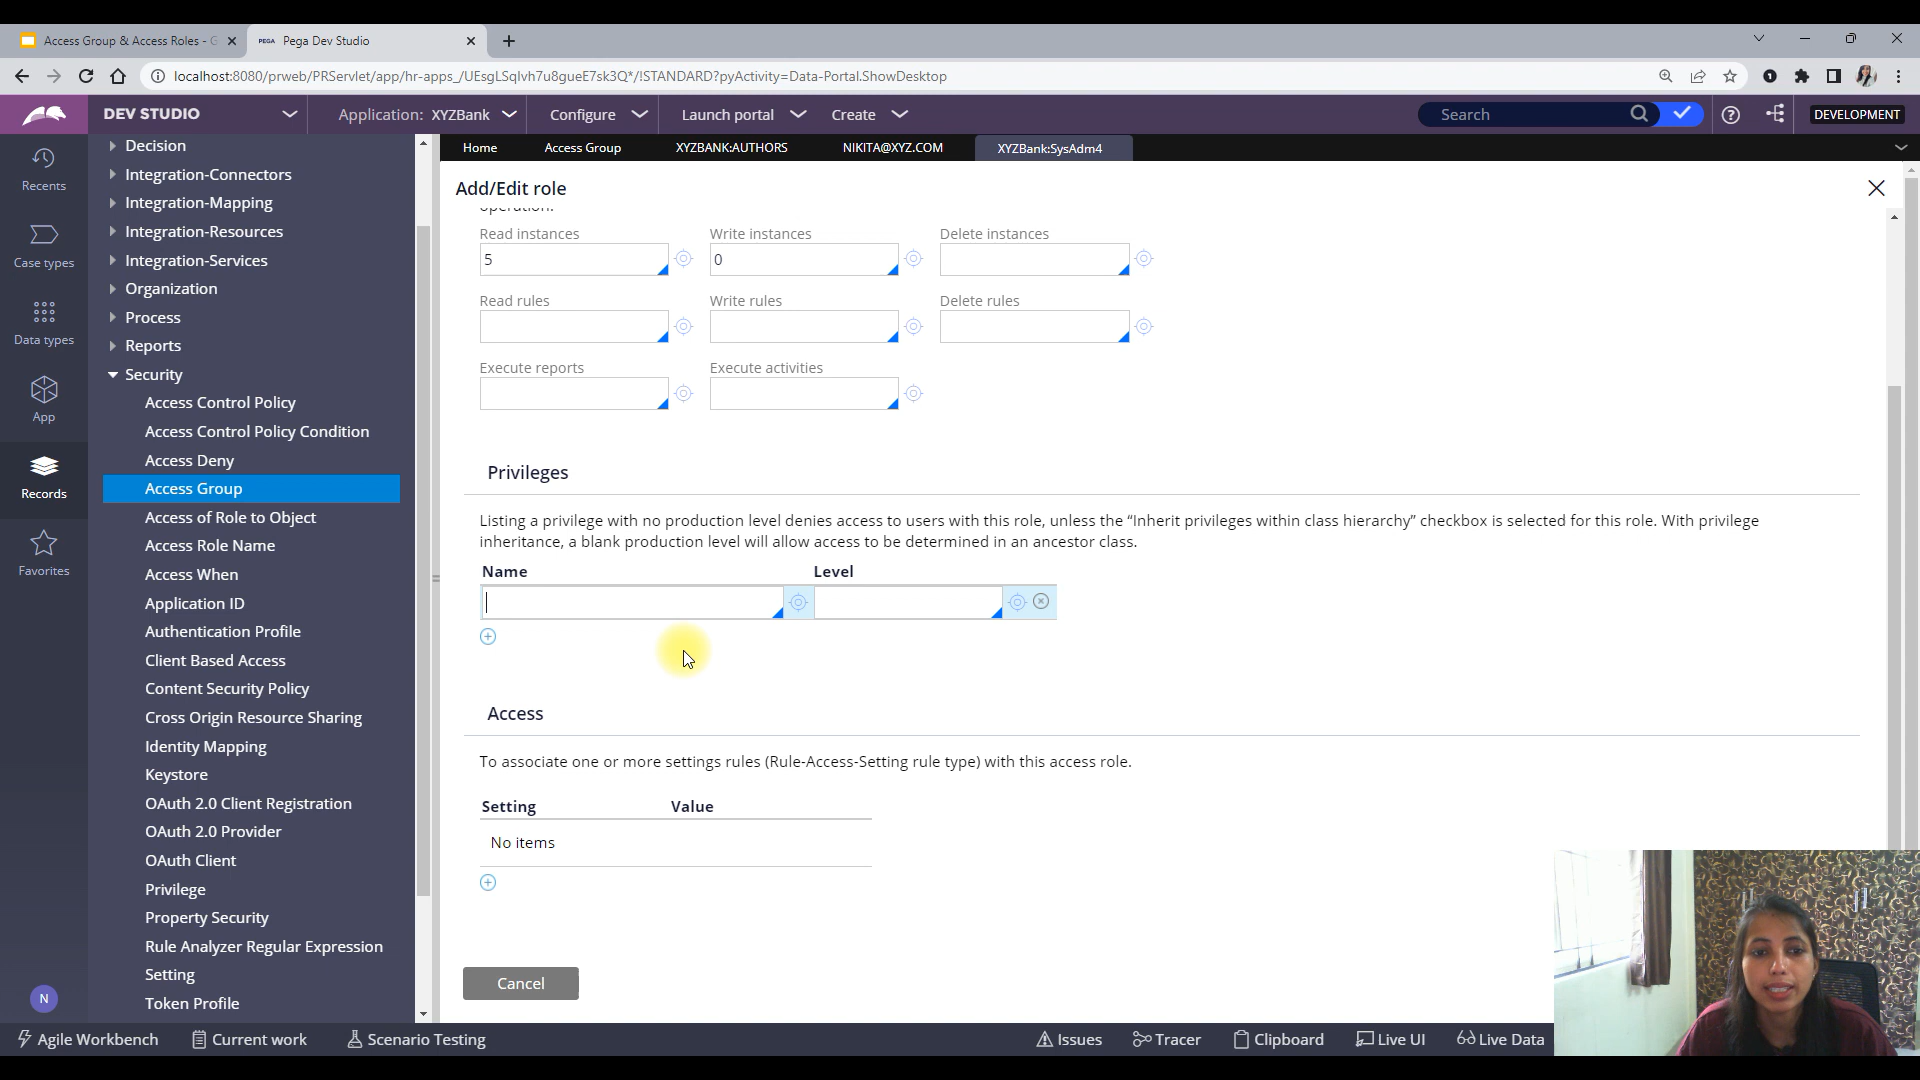 Access Group & Access Roles - G
PEGA Pega Dev Studio
localhost:8080/prweb/PRServlet/app/hr-apps_/UEsgLSqlvh7u8gueE7sk3Q*/!STANDARD?pyActivity=Data-Portal.ShowDesktop
DEV STUDIO
Application: XYZBank
Configure
Launch portal
Create
Search
DEVELOPMENT
Home
Access Group
XYZBANK:AUTHORS
NIKITA@XYZ.COM
XYZBank:SysAdm4
Recents
Case types
Data types
App
Records
Favorites
N
Decision
Integration-Connectors
Integration-Mapping
Integration-Resources
Integration-Services
Organization
Process
Reports
Security
Access Control Policy
Access Control Policy Condition
Access Deny
Access Group
Access of Role to Object
Access Role Name
Access When
Application ID
Authentication Profile
Client Based Access
Content Security Policy
Cross Origin Resource Sharing
Identity Mapping
Keystore
OAuth 2.0 Client Registration
OAuth 2.0 Provider
OAuth Client
Privilege
Property Security
Rule Analyzer Regular Expression
Setting
Token Profile
Add/Edit role
operation.
Read instances Write instances Delete instances
5 0
Read rules Write rules Delete rules
Execute reports Execute activities
Privileges
Listing a privilege with no production level denies access to users with this role, unless the “Inherit privileges within class hierarchy” checkbox is selected for this role. With privilege
inheritance, a blank production level will allow access to be determined in an ancestor class.
Name Level
Access
To associate one or more settings rules (Rule-Access-Setting rule type) with this access role.
Setting Value
No items
Cancel
Agile Workbench
Current work
Scenario Testing
Issues
Tracer
Clipboard
Live UI
Live Data